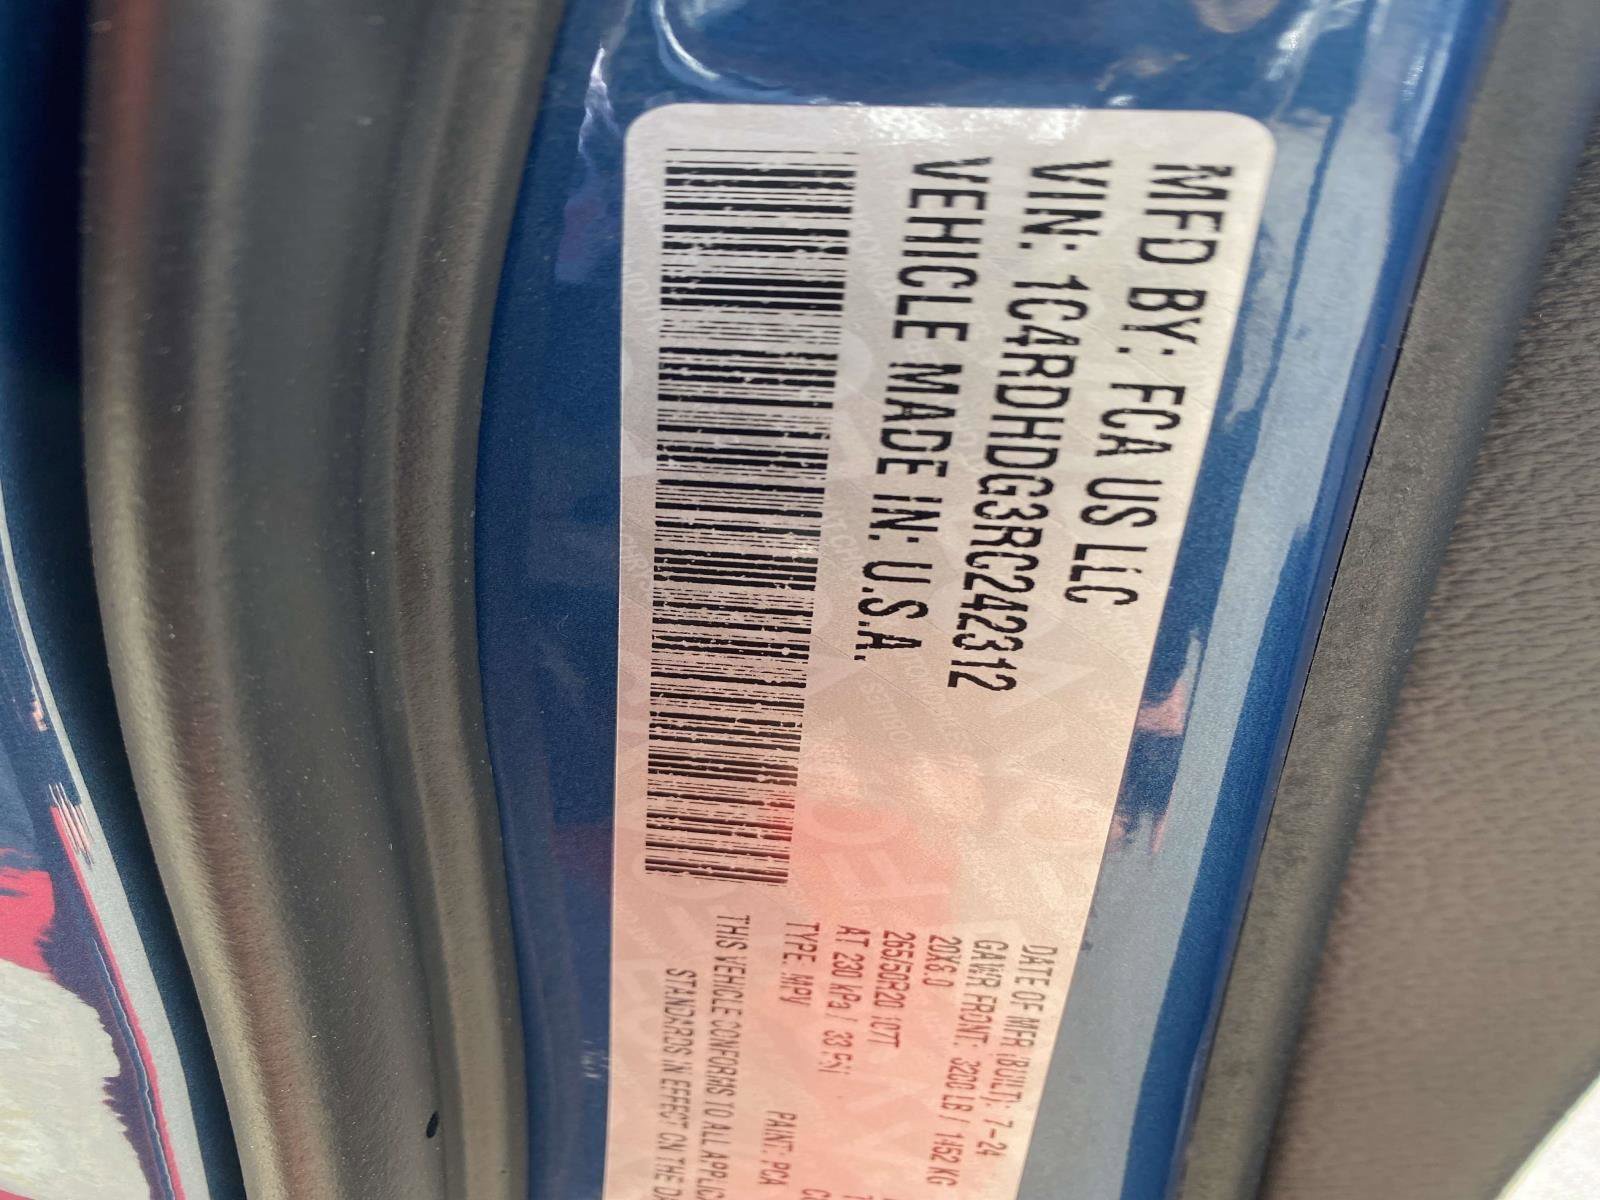 MFD BY: FCA US LLC
VIN: 1C4RDHDG3RC242312
VEHICLE MADE IN: U.S.A.
DATE OF MFR (BUILT): 7-24
GAWR FRONT: 3200 LB / 1452 KG
20X8.0
265/50R20 107T
AT 230 kPa / 33 PSI
TYPE: MPV
PAINT: PCA
THIS VEHICLE CONFORMS TO ALL
STANDARDS IN EFFECT ON THE